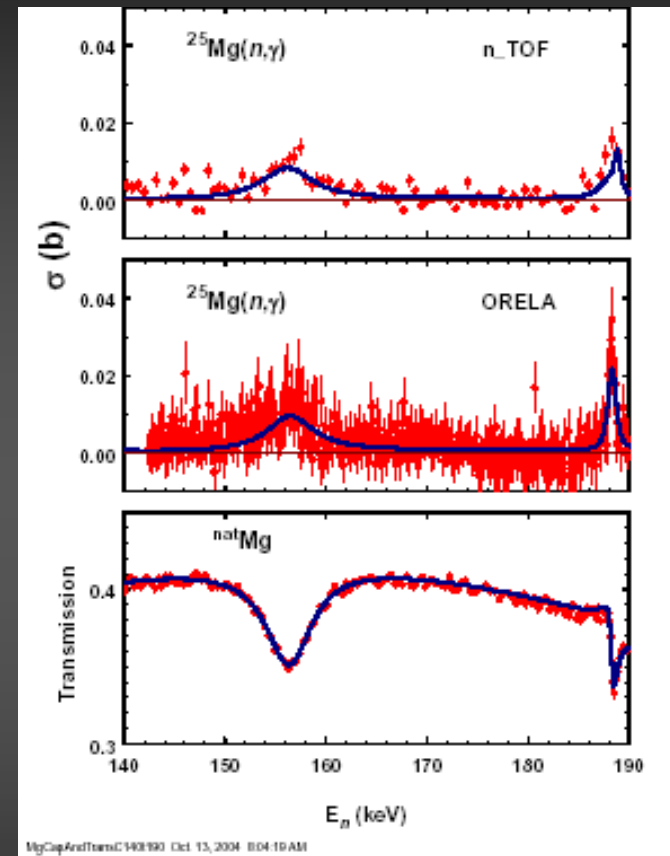 ²⁵Mg(n,γ) n_TOF
0.04
0.02
0.00
σ (b)
²⁵Mg(n,γ) ORELA
0.04
0.02
0.00
ⁿᵃᵗMg
Transmission
0.4
0.3
140 150 160 170 180 190
Eₙ (keV)
MgCapAndTransC140I190 Oct. 13, 2004 8:04:19 AM